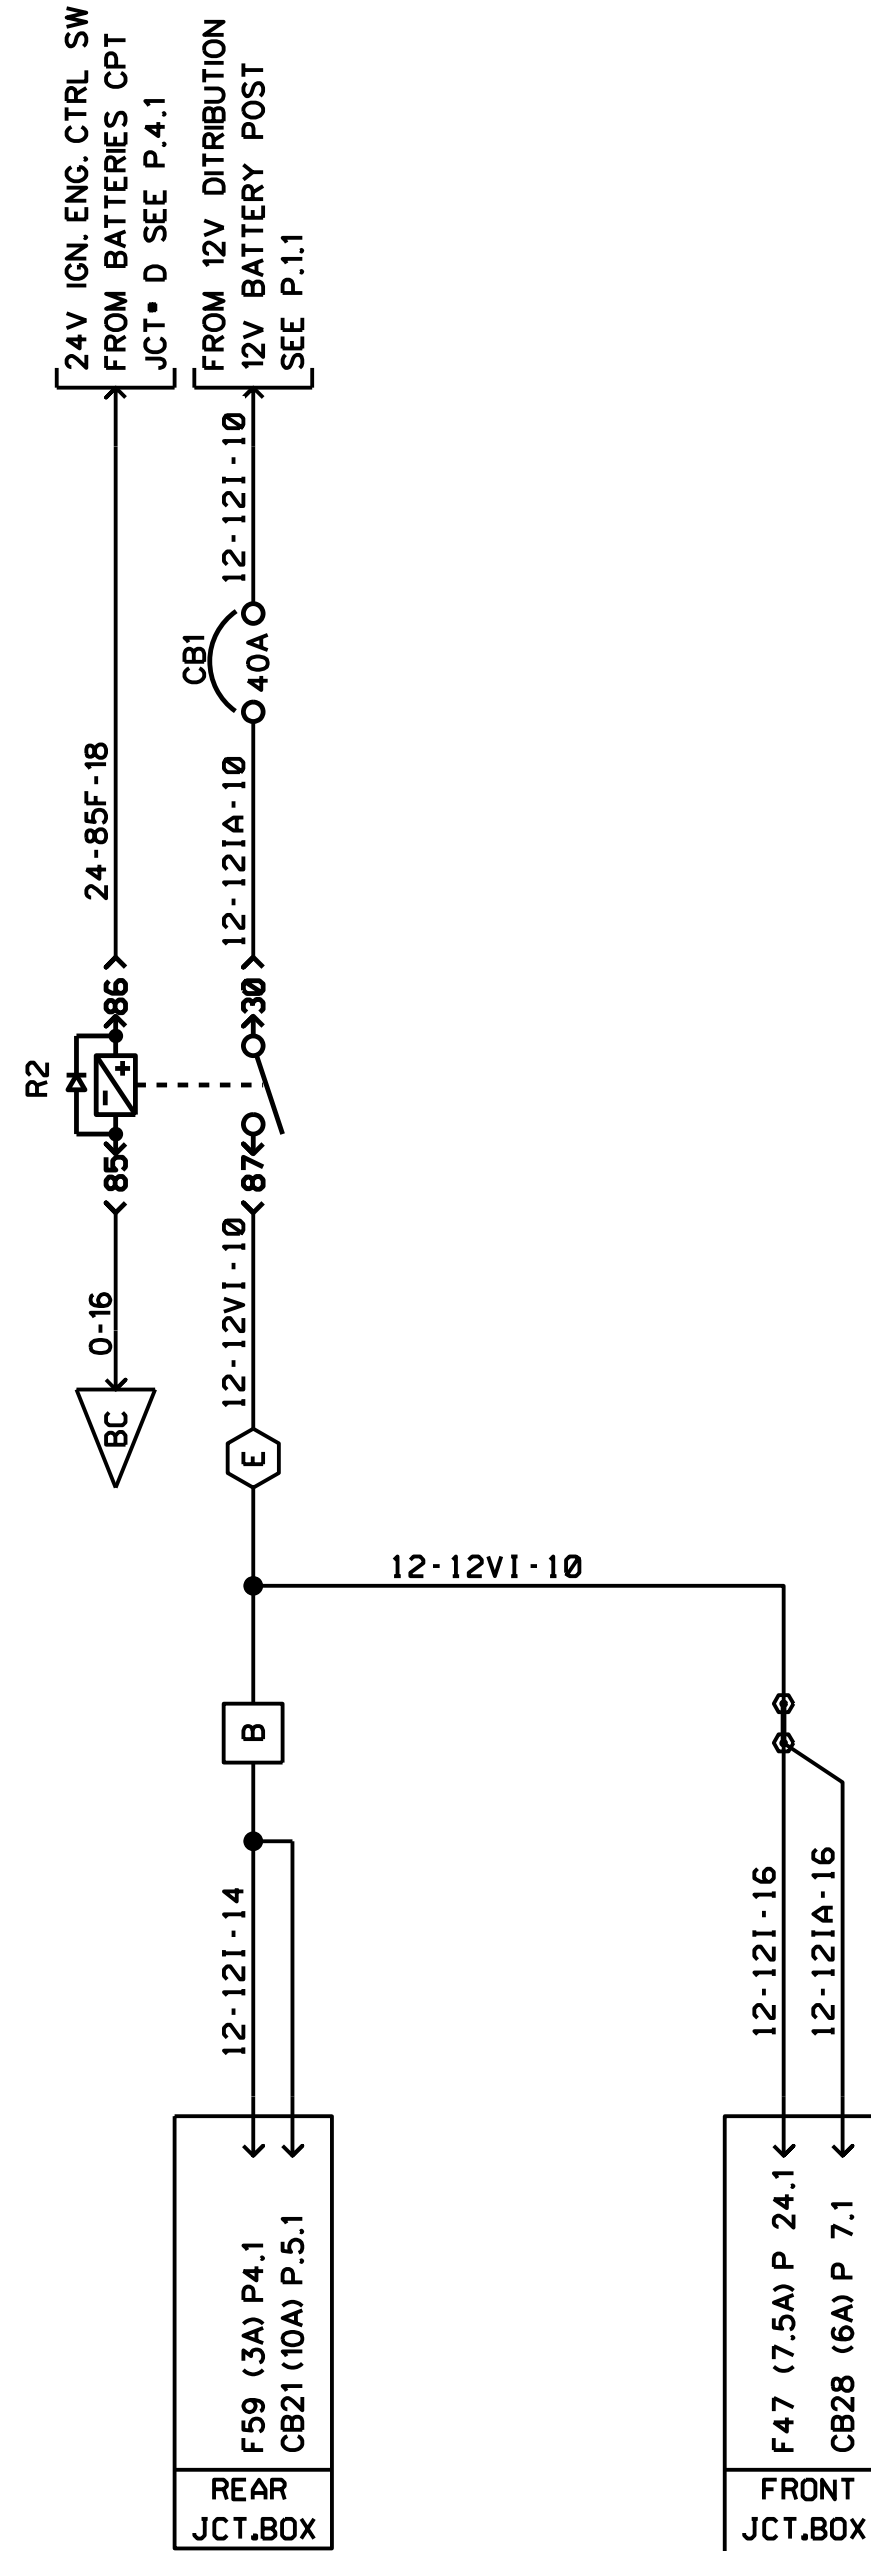 24V IGN. ENG. CTRL SW
FROM BATTERIES CPT
JCT* D SEE P.4.1
FROM 12V DITRIBUTION
12V BATTERY POST
SEE P.1.1
12-12I-10
CB1
40A
24-85F-18
12-12IA-10
86
30
R2
+
-
85
87
12-12VI-10
0-16
BC
E
12-12VI-10
B
12-12I-14
12-12I-16
12-12IA-16
F59 (3A) P4.1
CB21 (10A) P.5.1
F47 (7.5A) P 24.1
CB28 (6A) P 7.1
REAR
JCT.BOX
FRONT
JCT.BOX